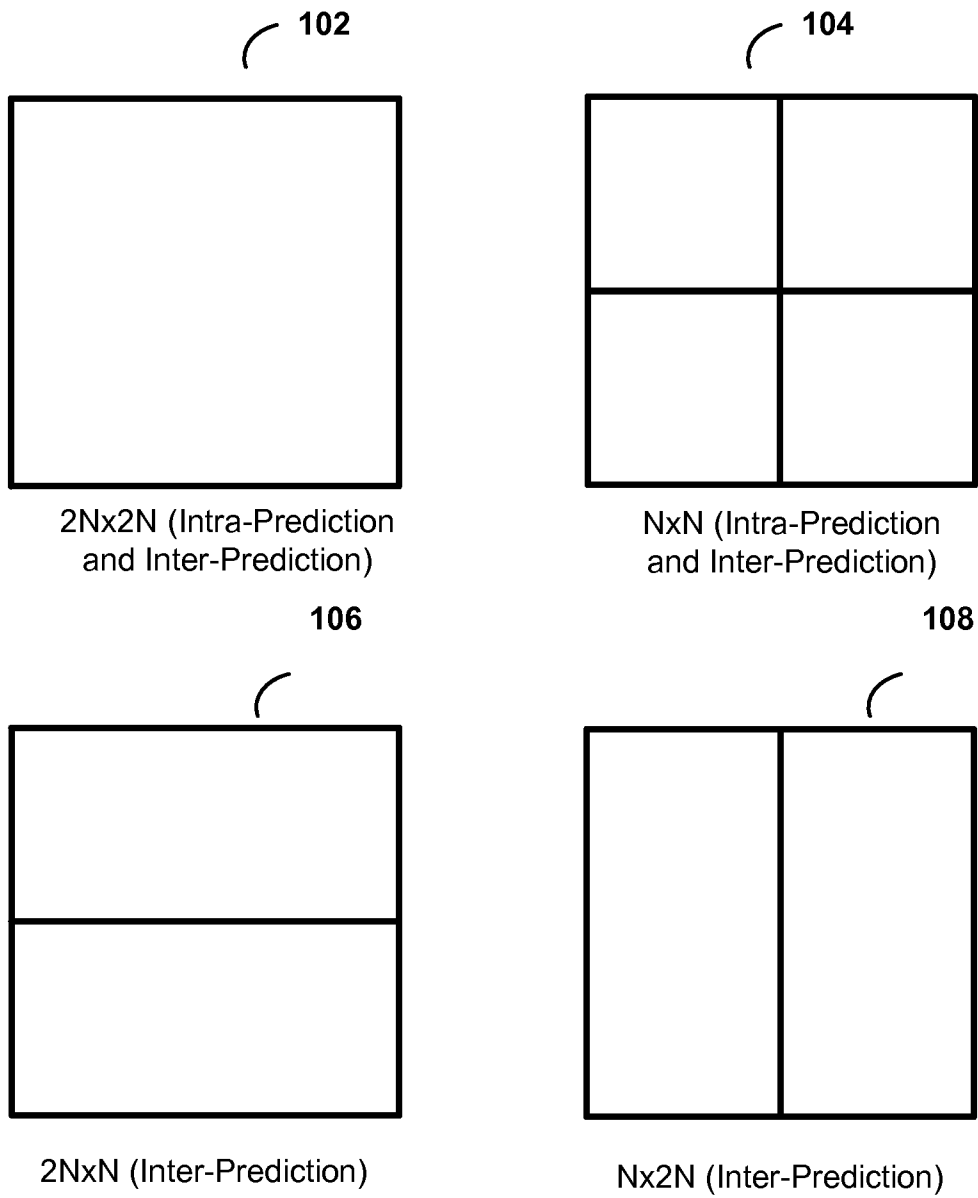 102
104
2Nx2N (Intra-Prediction
and Inter-Prediction)
NxN (Intra-Prediction
and Inter-Prediction)
106
108
2NxN (Inter-Prediction)
Nx2N (Inter-Prediction)